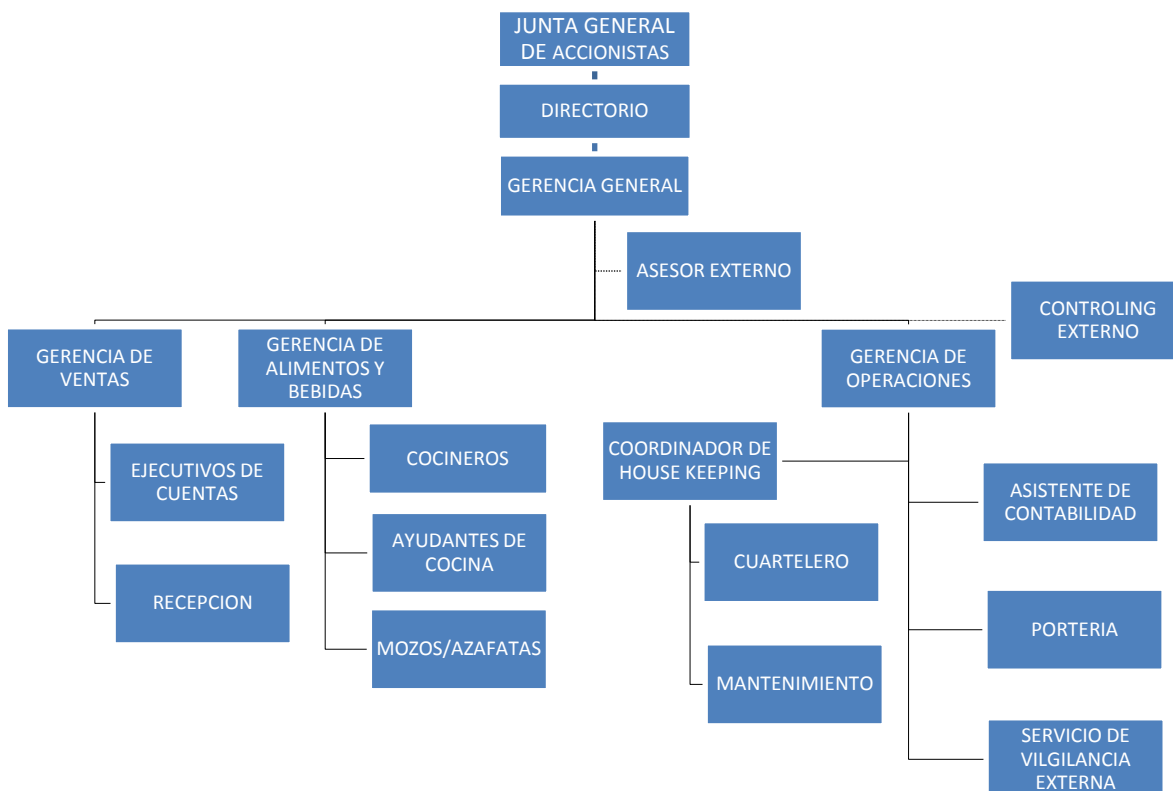 JUNTA GENERAL
DE ACCIONISTAS
DIRECTORIO
GERENCIA GENERAL
ASESOR EXTERNO
CONTROLING
EXTERNO
GERENCIA DE
VENTAS
GERENCIA DE
ALIMENTOS Y
BEBIDAS
GERENCIA DE
OPERACIONES
EJECUTIVOS DE
CUENTAS
RECEPCION
COCINEROS
AYUDANTES DE
COCINA
MOZOS/AZAFATAS
COORDINADOR DE
HOUSE KEEPING
CUARTELERO
MANTENIMIENTO
ASISTENTE DE
CONTABILIDAD
PORTERIA
SERVICIO DE
VILGILANCIA
EXTERNA